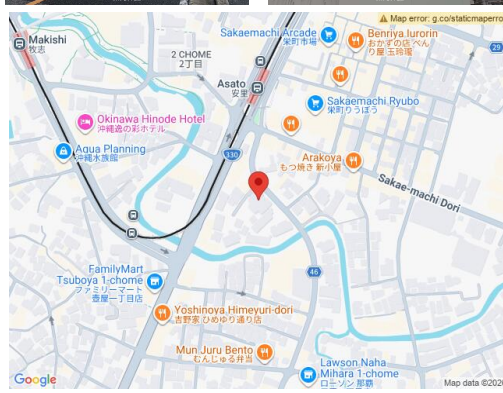 Map error: g.co/staticmaperro
Makishi
牧志
Sakaemachi Arcade
栄町市場
Benriya Iurorin
おかずの店 べん
り屋 玉玲瓏
29
2 CHOME
2丁目
Asato
安里
Sakaemachi Ryubo
栄町りうぼう
Okinawa Hinode Hotel
沖縄逸の彩ホテル
330
Aqua Planning
沖縄水族館
Arakoya
もつ焼き 新小屋
Sakae-machi Dori
FamilyMart
Tsuboya 1-chome
ファミリーマート
壺屋一丁目店
46
Yoshinoya Himeyuri-dori
吉野家 ひめゆり通り店
Mun Juru Bento
むんじゅる弁当
Lawson Naha
Mihara 1-chome
ローソン 那覇
Google
Map data ©2026